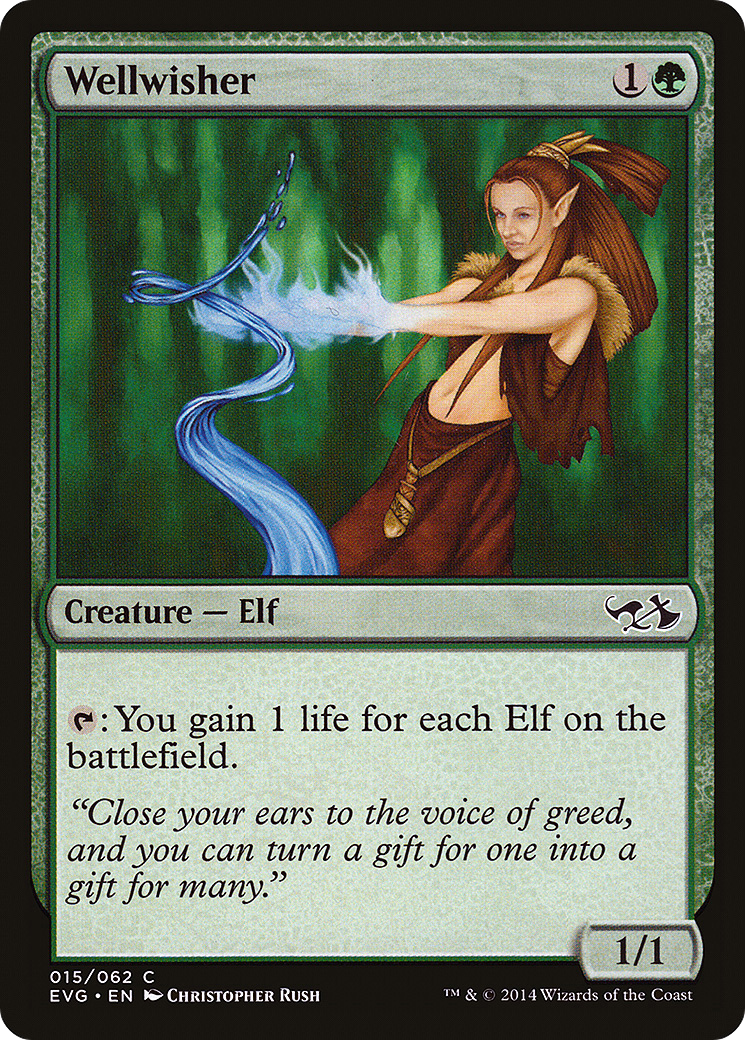 Wellwisher 1
Creature — Elf
: You gain 1 life for each Elf on the
battlefield.
“Close your ears to the voice of greed,
and you can turn a gift for one into a
gift for many.”
1/1
015/062 C
EVG • EN Christopher Rush ™ & © 2014 Wizards of the Coast